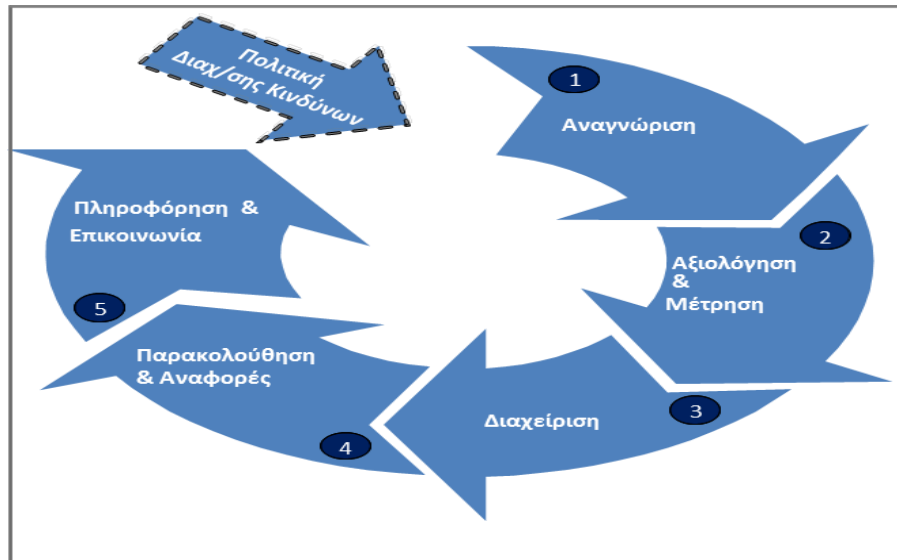 Πολιτική
Διαχ/σης Κινδύνων
1
Αναγνώριση
2
Αξιολόγηση
&
Μέτρηση
3
Διαχείριση
4
Παρακολούθηση
& Αναφορές
5
Πληροφόρηση &
Επικοινωνία